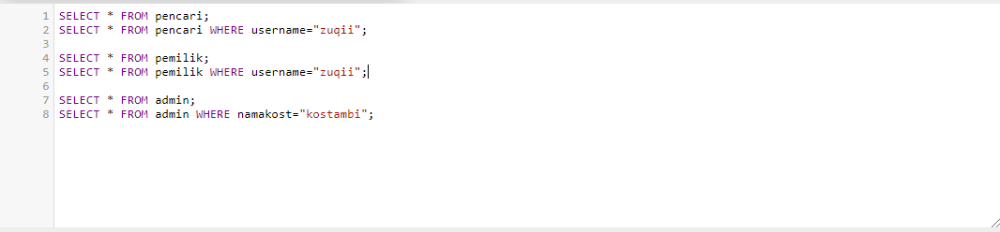 1 SELECT * FROM pencari;
2 SELECT * FROM pencari WHERE username="zuqii";
3
4 SELECT * FROM pemilik;
5 SELECT * FROM pemilik WHERE username="zuqii";
6
7 SELECT * FROM admin;
8 SELECT * FROM admin WHERE namakost="kostambi";